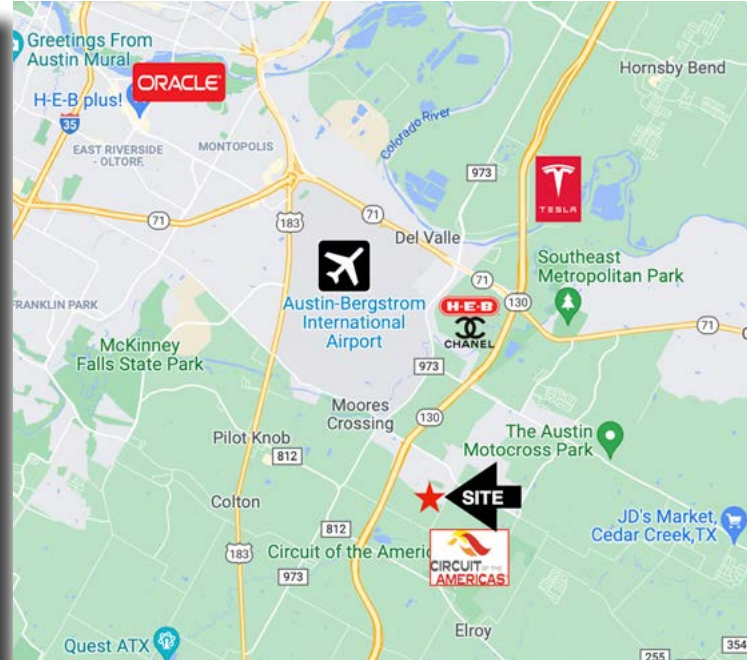 Greetings From
Austin Mural
ORACLE
H-E-B plus!
35
EAST RIVERSIDE
- OLTORF
MONTOPOLIS
Colorado River
Hornsby Bend
973
TESLA
71
183
71
Del Valle
Southeast
Metropolitan Park
71
130
H-E-B
CHANEL
71
FRANKLIN PARK
Austin-Bergstrom
International
Airport
McKinney
Falls State Park
973
Moores
Crossing
130
The Austin
Motocross Park
Pilot Knob
812
SITE
Colton
812
JD's Market,
Cedar Creek,TX
183
Circuit of the Americ
CIRCUIT OF THE
AMERICAS
973
Elroy
Quest ATX
255
354